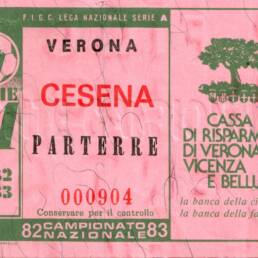 F.I.G.C. LEGA NAZIONALE SERIE A
VERONA
CESENA
PARTERRE
000904
Conservare per il controllo
82 CAMPIONATO NAZIONALE 83
CASSA
DI RISPARM
DI VERONA
VICENZA
E BELLU
la banca della
la banca della